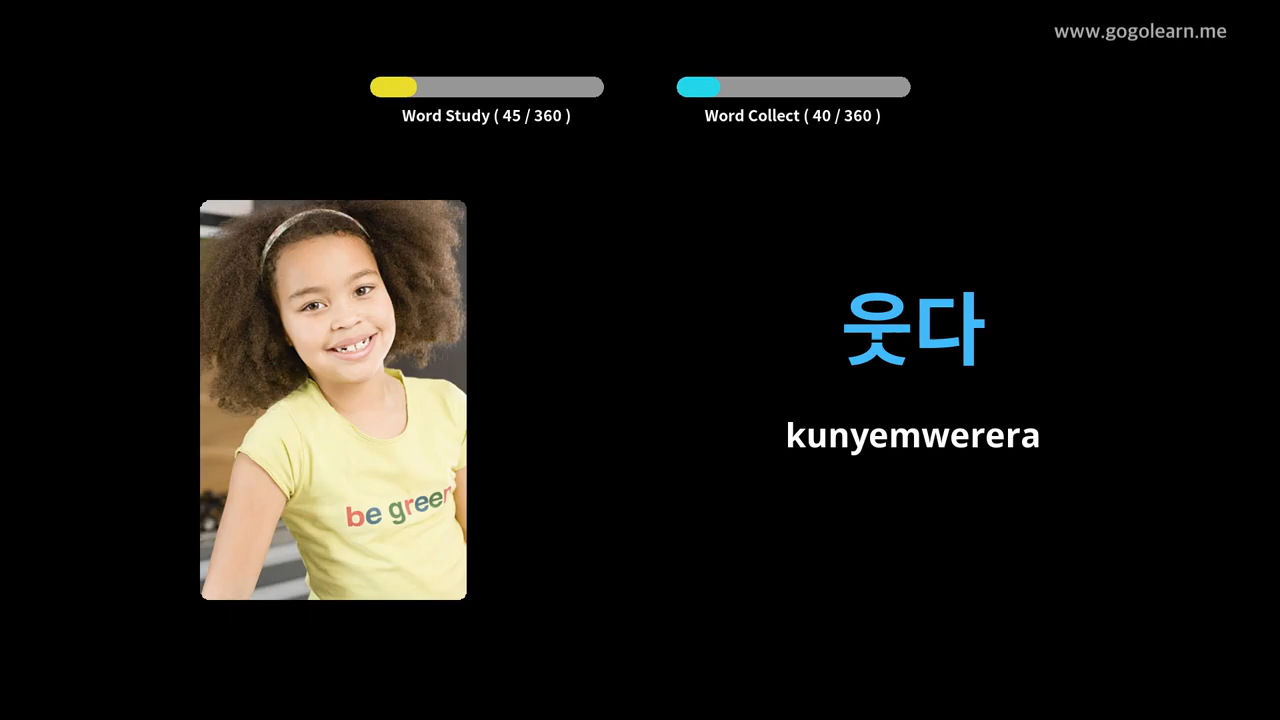 www.gogolearn.me
Word Study ( 45 / 360 )
Word Collect ( 40 / 360 )
웃다
kunyemwerera
be green